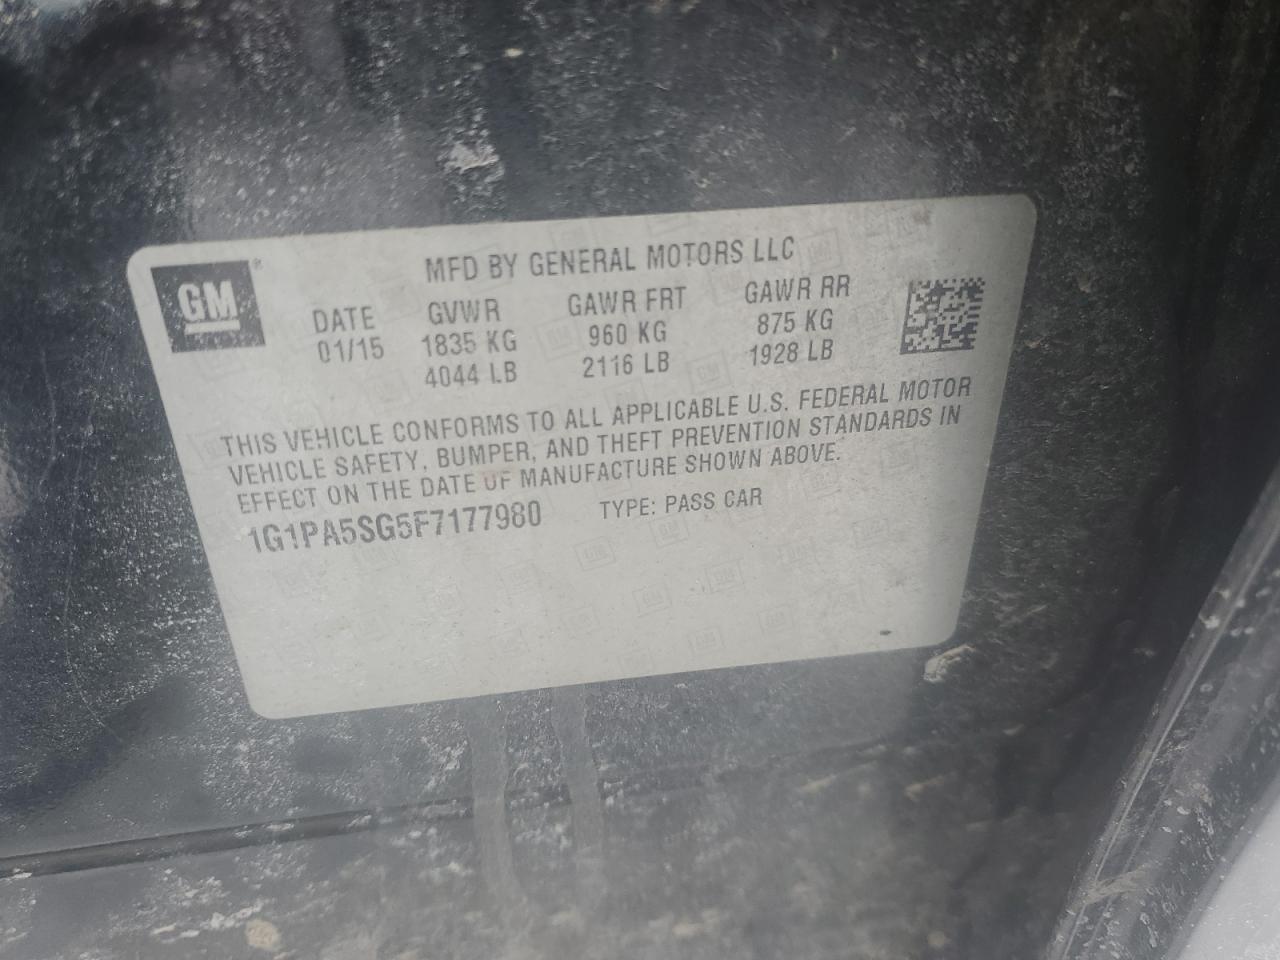 GM
MFD BY GENERAL MOTORS LLC
DATE GVWR GAWR FRT GAWR RR
01/15 1835 KG 960 KG 875 KG
4044 LB 2116 LB 1928 LB
THIS VEHICLE CONFORMS TO ALL APPLICABLE U.S. FEDERAL MOTOR
VEHICLE SAFETY, BUMPER, AND THEFT PREVENTION STANDARDS IN
EFFECT ON THE DATE OF MANUFACTURE SHOWN ABOVE.
1G1PA5SG5F7177980 TYPE: PASS CAR